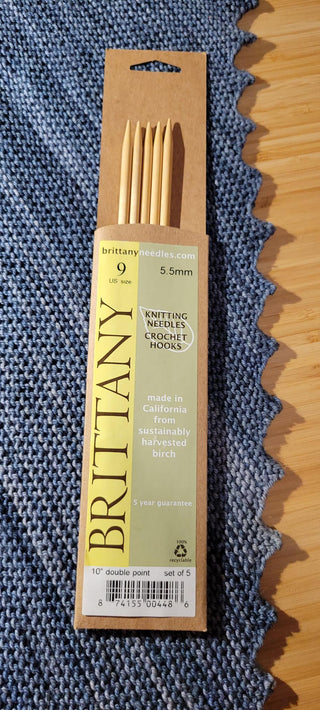 brittanyneedles.com
9
US size
5.5mm
KNITTING
NEEDLES
CROCHET
HOOKS
BRITTANY
made in
California
from
sustainably
harvested
birch
5 year guarantee
100%
recyclable
10" double point set of 5
8 74155 00448 6